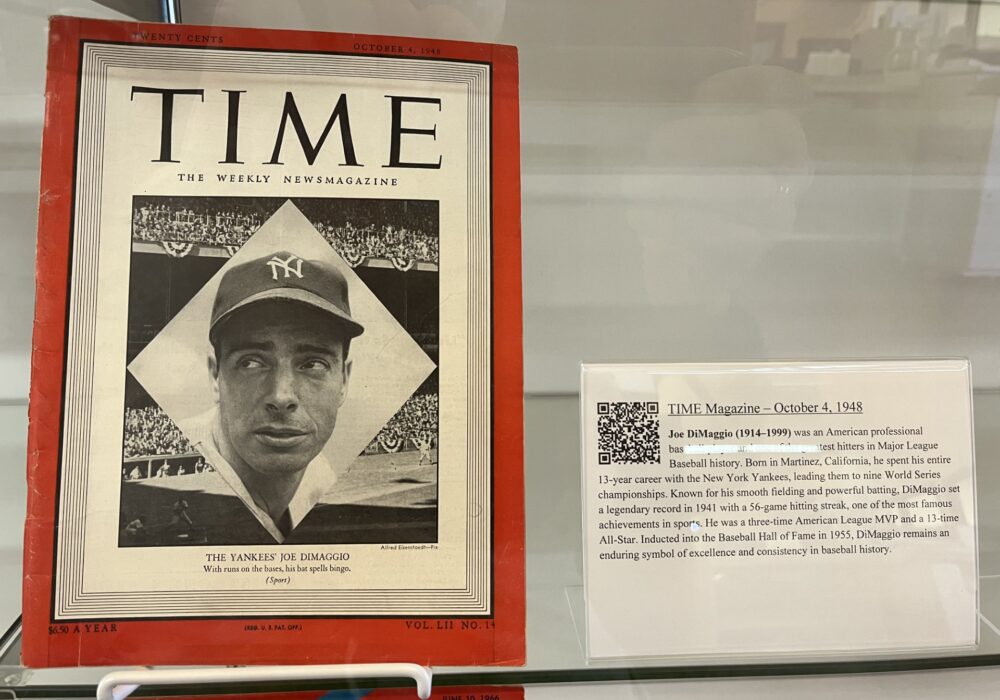 TWENTY CENTS
OCTOBER 4, 1948
TIME
THE WEEKLY NEWSMAGAZINE
NY
Alfred Eisenstaedt—Pix
THE YANKEES' JOE DIMAGGIO
With runs on the bases, his bat spells bingo.
(Sport)
$6.50 A YEAR
(REG. U. S. PAT. OFF.)
VOL. LII NO. 14
JUNE 10, 1966
TIME Magazine – October 4, 1948
Joe DiMaggio (1914–1999) was an American professional
hitters in Major League
Baseball history. Born in Martinez, California, he spent his entire
13-year career with the New York Yankees, leading them to nine World Series
championships. Known for his smooth fielding and powerful batting, DiMaggio set
a legendary record in 1941 with a 56-game hitting streak, one of the most famous
achievements in sports. He was a three-time American League MVP and a 13-time
All-Star. Inducted into the Baseball Hall of Fame in 1955, DiMaggio remains an
enduring symbol of excellence and consistency in baseball history.